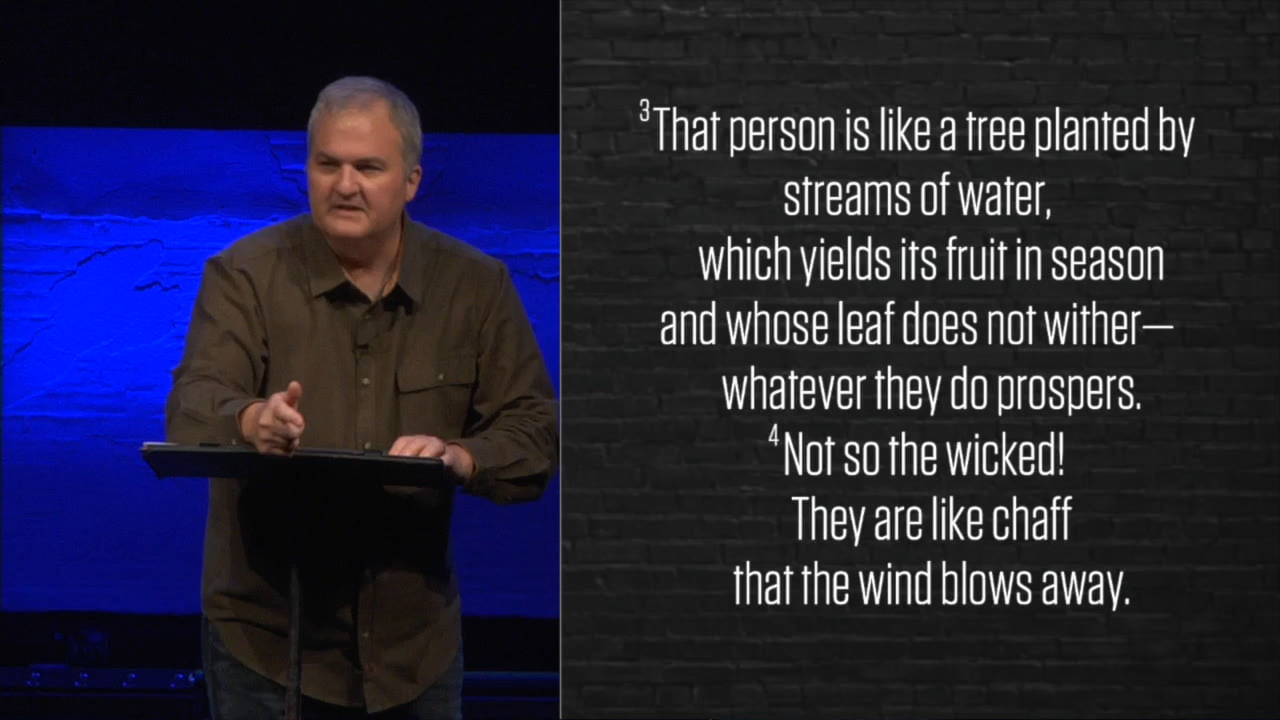 ³That person is like a tree planted by
streams of water,
which yields its fruit in season
and whose leaf does not wither—
whatever they do prospers.
⁴Not so the wicked!
They are like chaff
that the wind blows away.